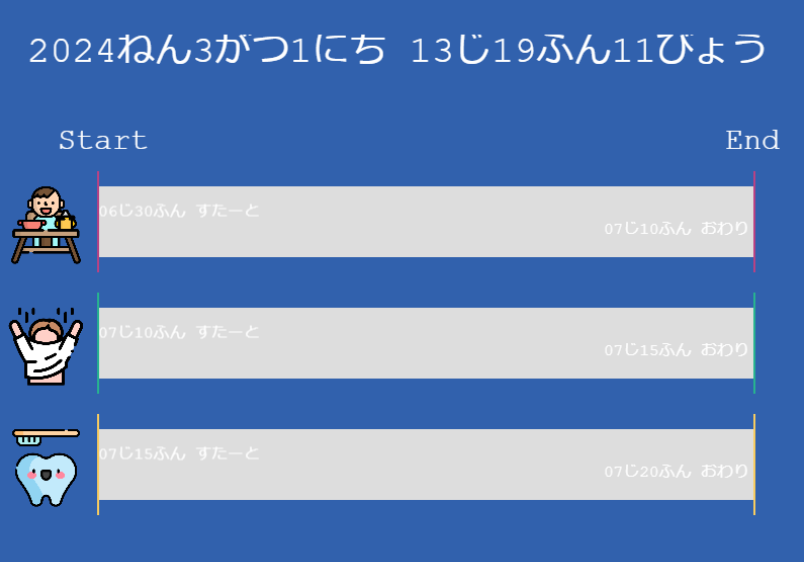 2024ねん3がつ1にち 13じ19ふん11びょう
Start End
06じ30ふん すたーと
07じ10ふん おわり
07じ10ふん すたーと
07じ15ふん おわり
07じ15ふん すたーと
07じ20ふん おわり